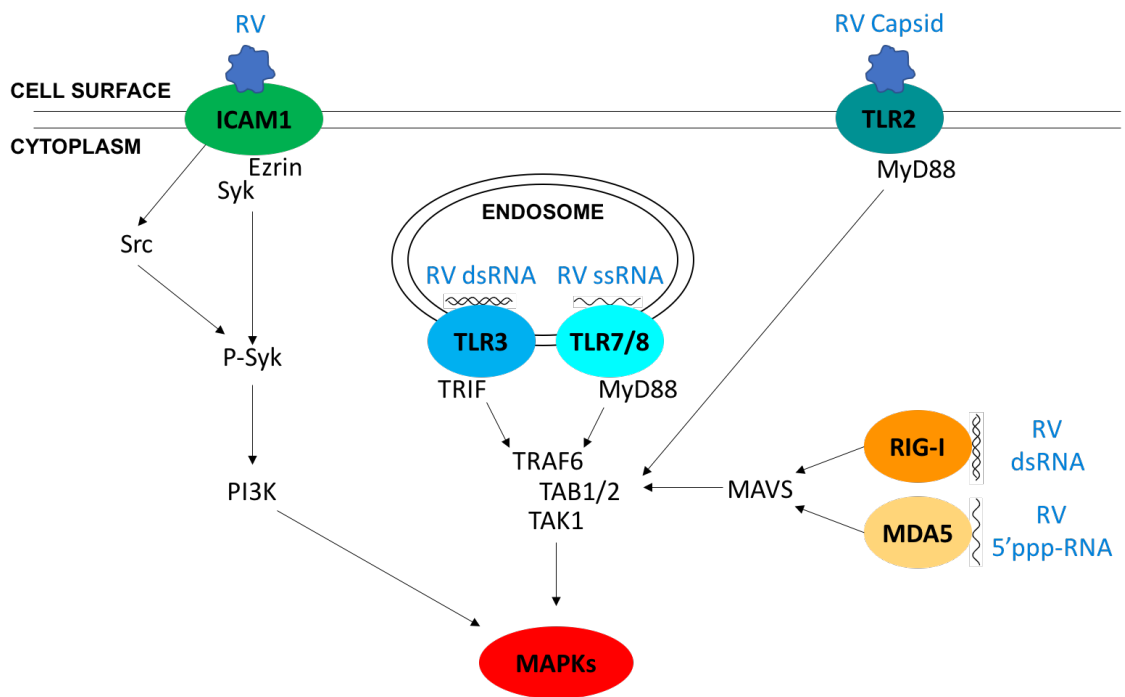 RV
RV Capsid
CELL SURFACE
ICAM1
TLR2
CYTOPLASM
Ezrin
MyD88
Syk
ENDOSOME
Src
RV dsRNA
RV ssRNA
TLR3
TLR7/8
P-Syk
TRIF
MyD88
RIG-I
RV
dsRNA
TRAF6
PI3K
TAB1/2
MAVS
TAK1
MDA5
RV
5'ppp-RNA
MAPKs